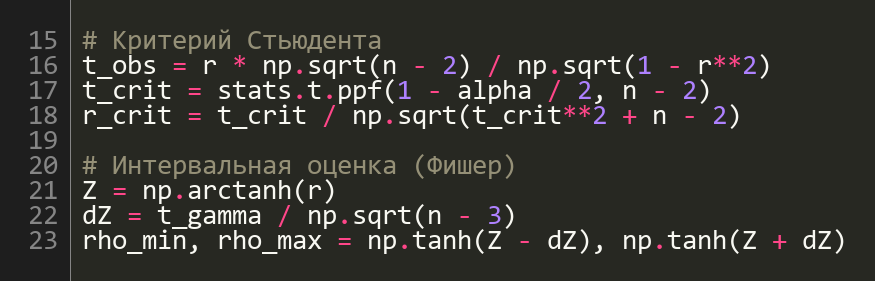 15 # Критерий Стьюдента
16 t_obs = r * np.sqrt(n - 2) / np.sqrt(1 - r**2)
17 t_crit = stats.t.ppf(1 - alpha / 2, n - 2)
18 r_crit = t_crit / np.sqrt(t_crit**2 + n - 2)
19
20 # Интервальная оценка (Фишер)
21 Z = np.arctanh(r)
22 dZ = t_gamma / np.sqrt(n - 3)
23 rho_min, rho_max = np.tanh(Z - dZ), np.tanh(Z + dZ)